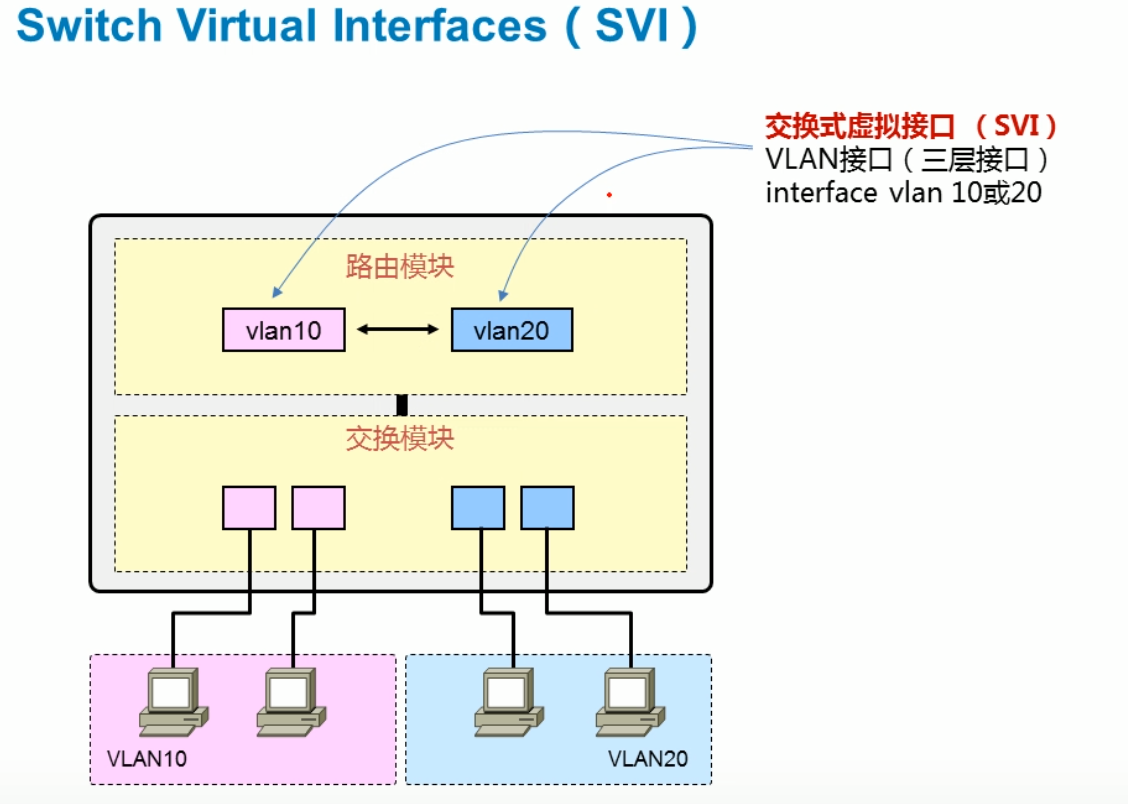 Switch Virtual Interfaces（SVI）
交换式虚拟接口 （SVI）
VLAN接口（三层接口）
interface vlan 10或20
路由模块
vlan10
vlan20
交换模块
VLAN10
VLAN20